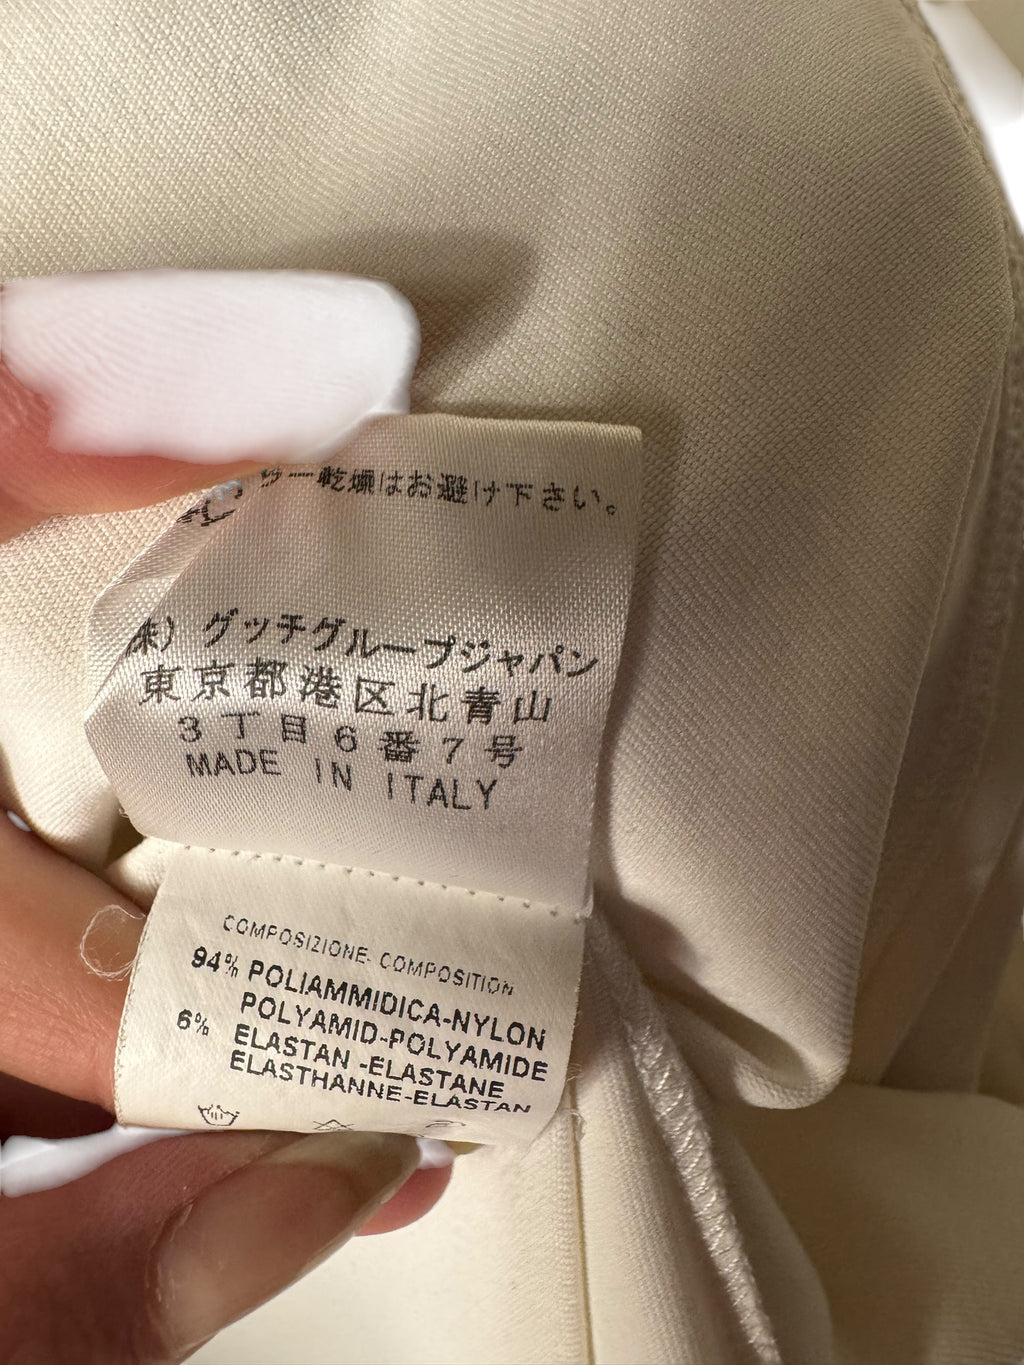 ー乾燥はお避け下さい。
株）グッチグループジャパン
東京都港区北青山
3丁目6番7号
MADE IN ITALY
COMPOSIZIONE-COMPOSITION
94% POLIAMMIDICA-NYLON
POLYAMID-POLYAMIDE
6% ELASTAN-ELASTANE
ELASTHANNE-ELASTAN